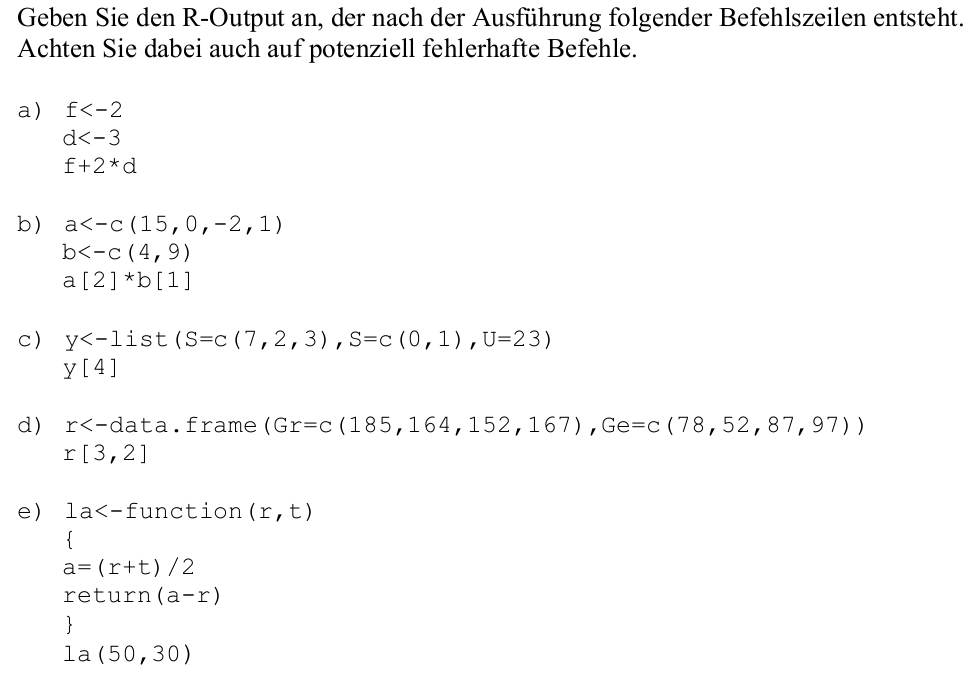 Geben Sie den R-Output an, der nach der Ausführung folgender Befehlszeilen entsteht.
Achten Sie dabei auch auf potenziell fehlerhafte Befehle.
a) f<-2
d<-3
f+2*d
b) a<-c(15,0,-2,1)
b<-c(4,9)
a[2]*b[1]
c) y<-list(S=c(7,2,3),S=c(0,1),U=23)
y[4]
d) r<-data.frame(Gr=c(185,164,152,167),Ge=c(78,52,87,97))
r[3,2]
e) la<-function(r,t)
{
a=(r+t)/2
return(a-r)
}
la(50,30)